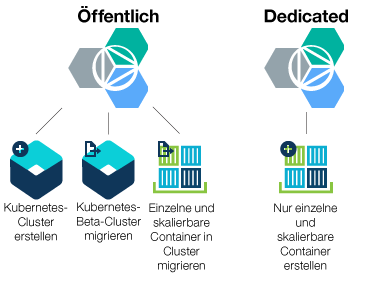 Öffentlich
Dedicated
Kubernetes-
Cluster
erstellen
Kubernetes-
Beta-Cluster
migrieren
Einzelne und
skalierbare
Container in
Cluster
migrieren
Nur einzelne
und
skalierbare
Container
erstellen